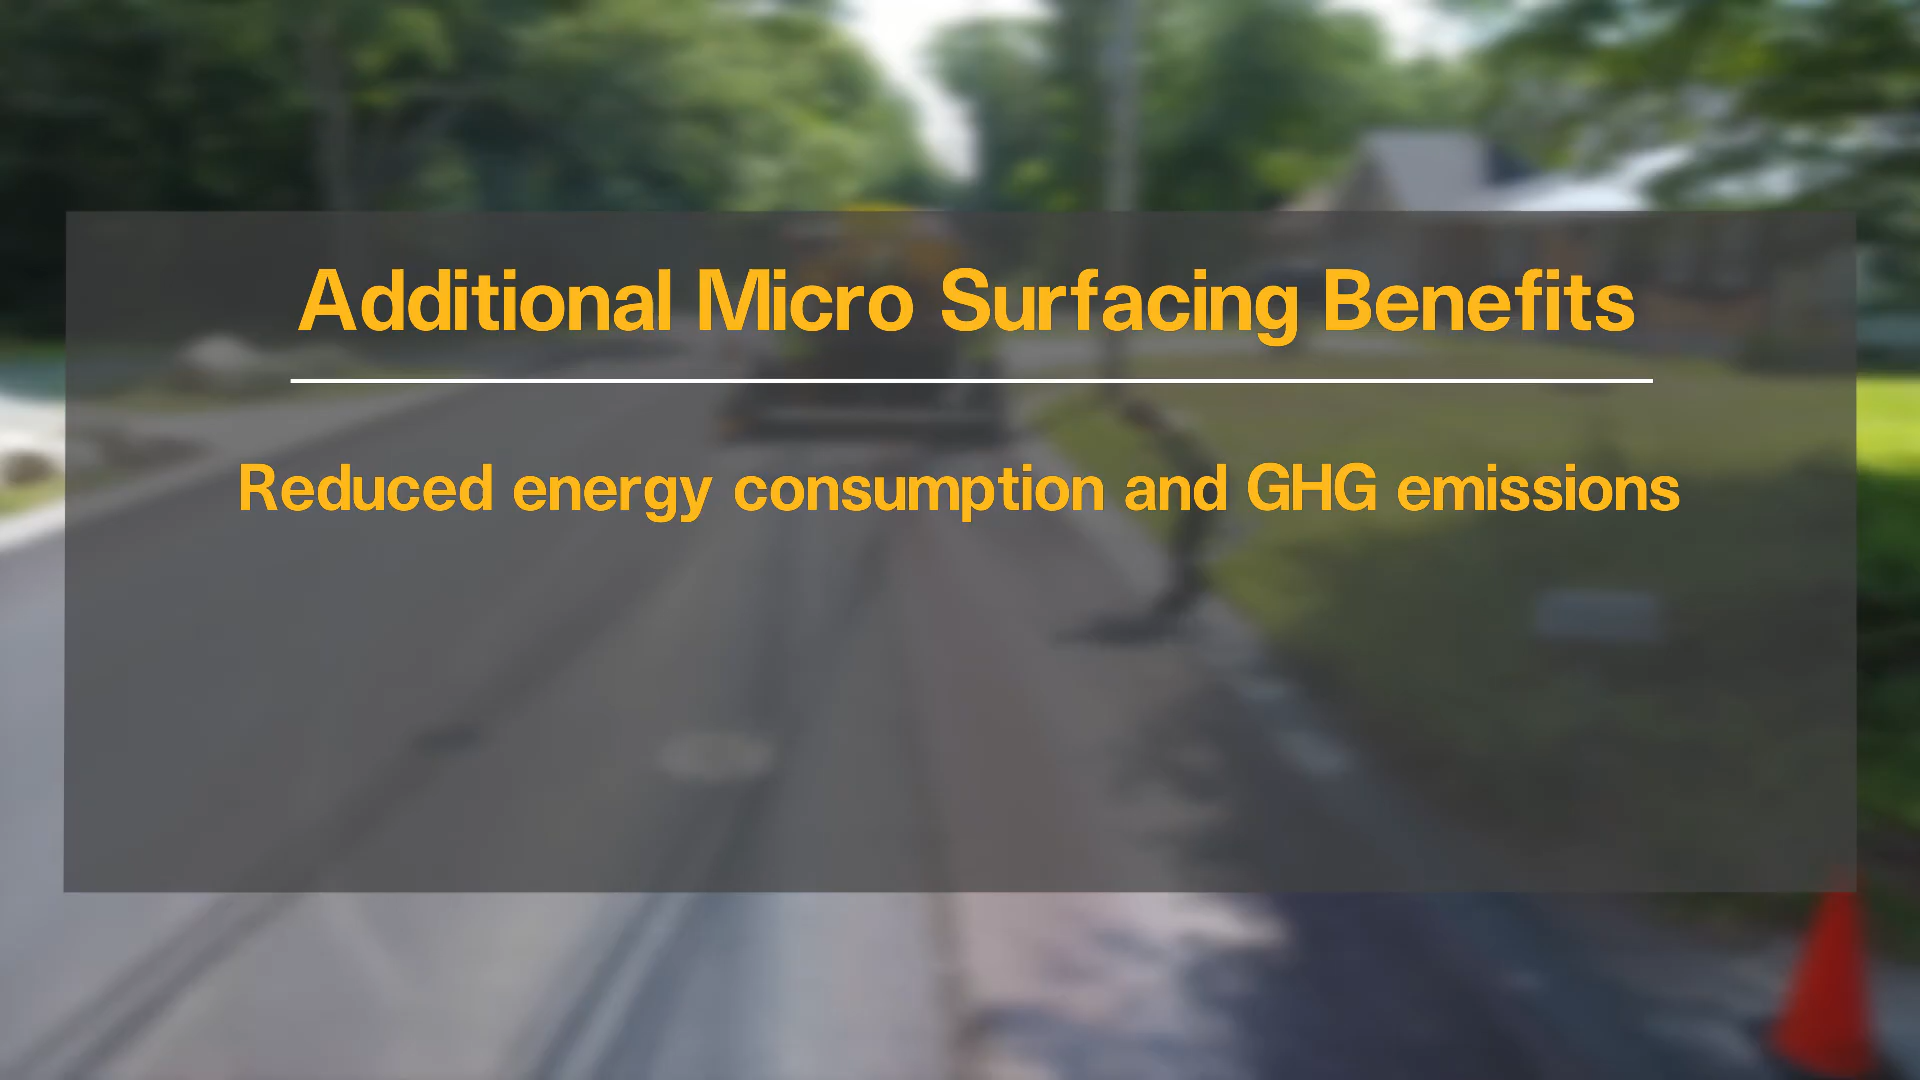 Additional Micro Surfacing Benefits
Reduced energy consumption and GHG emissions